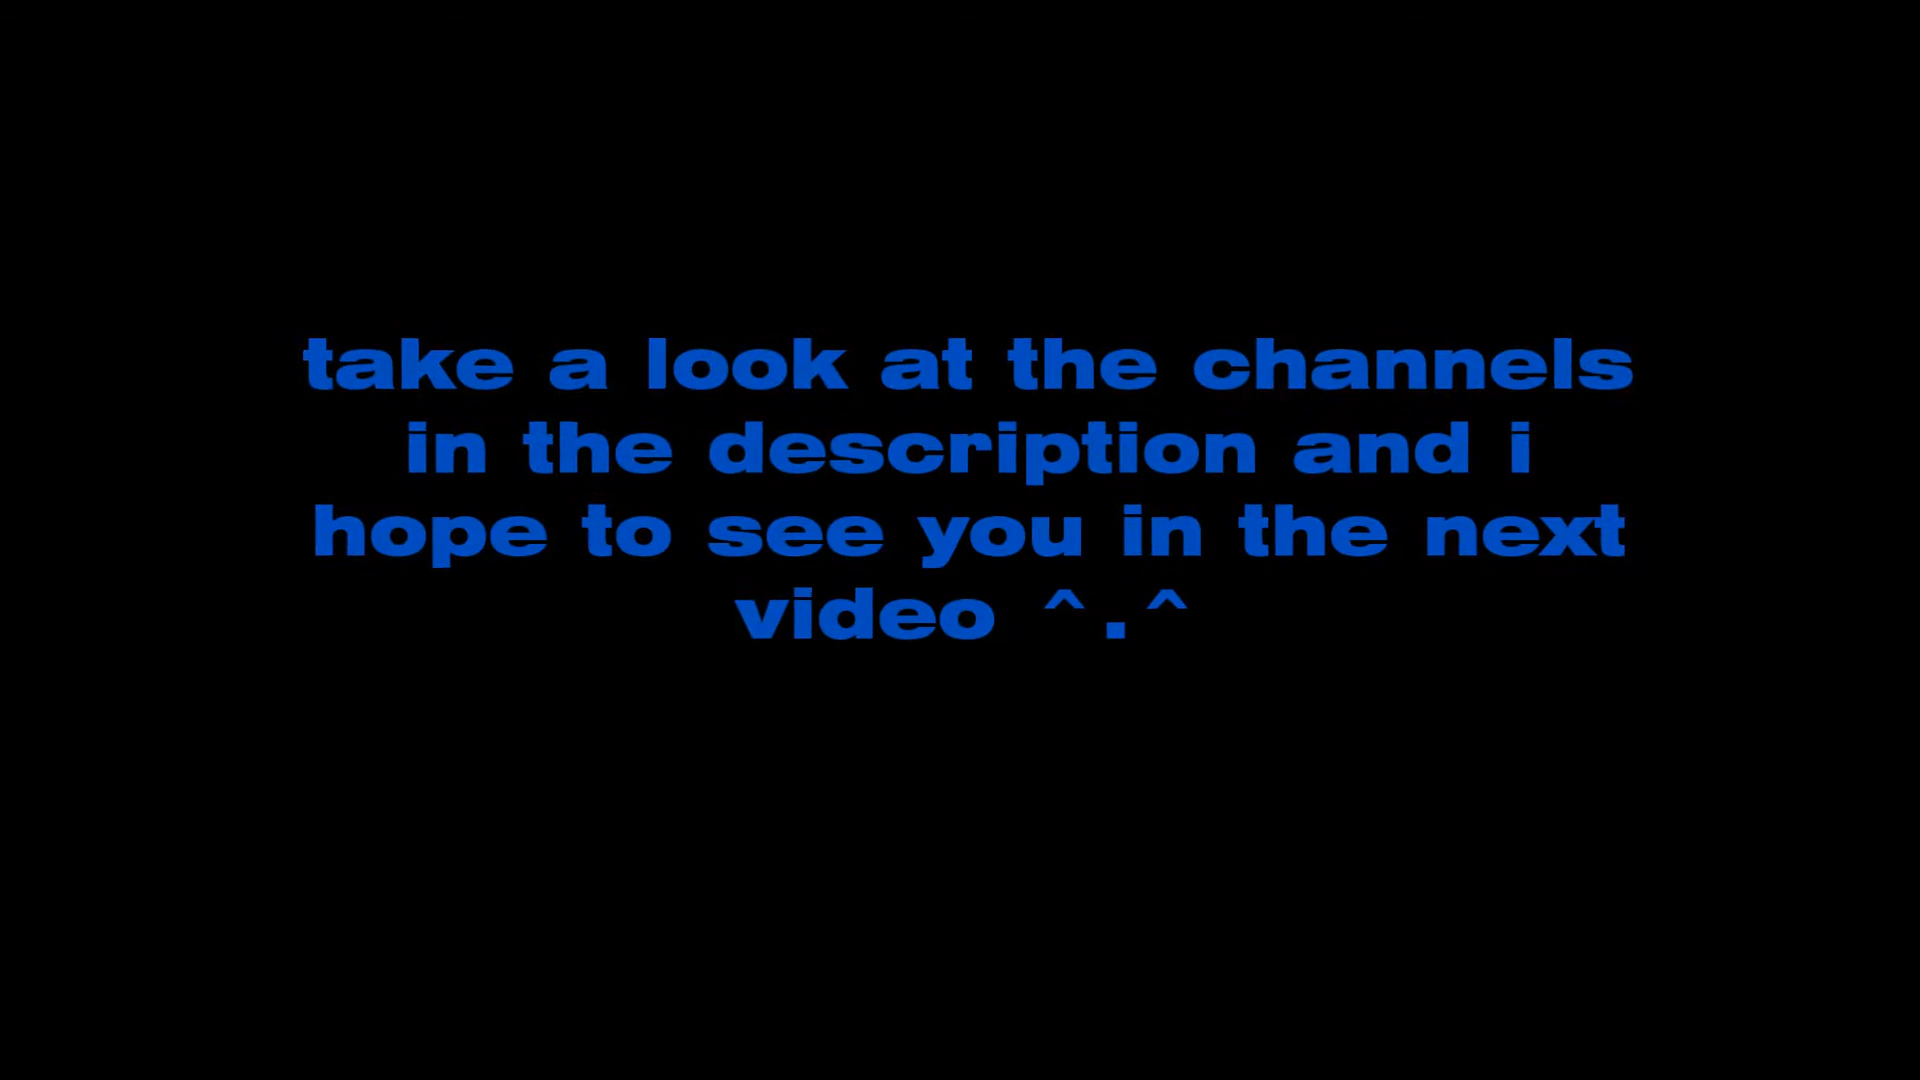 take a look at the channels
in the description and i
hope to see you in the next
video ^.^